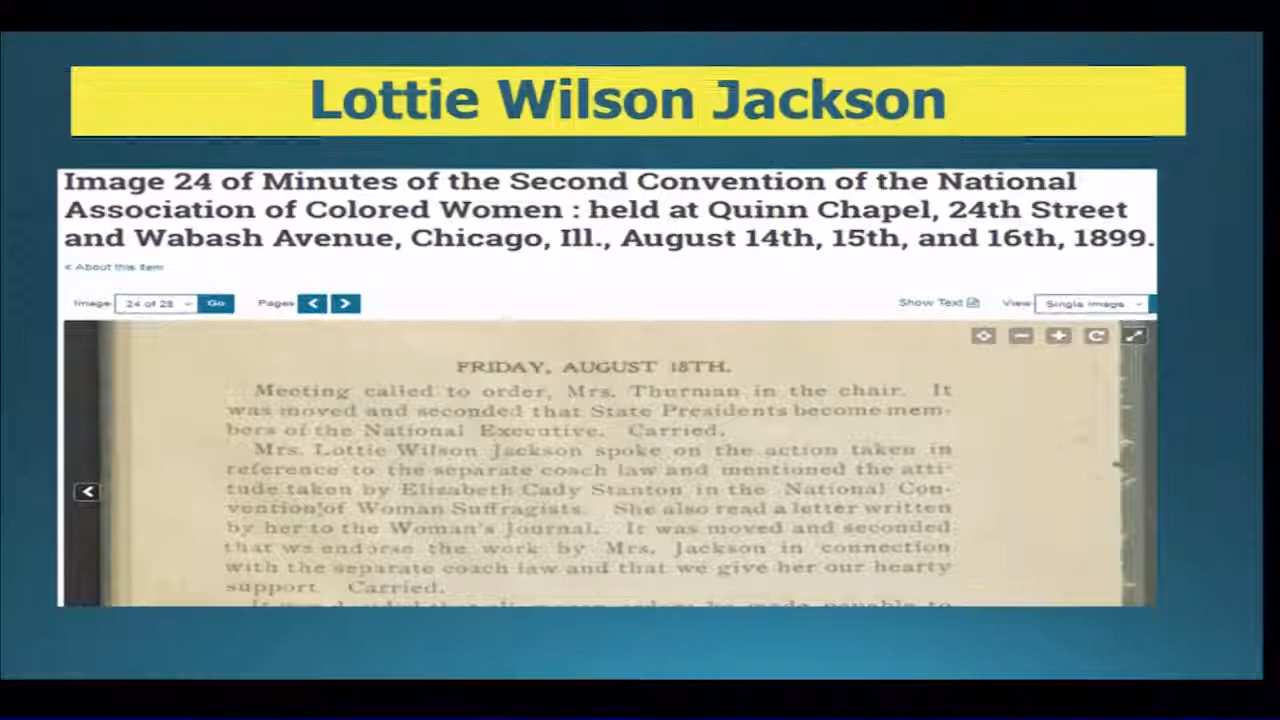 Lottie Wilson Jackson
Image 24 of Minutes of the Second Convention of the National
Association of Colored Women : held at Quinn Chapel, 24th Street
and Wabash Avenue, Chicago, Ill., August 14th, 15th, and 16th, 1899.
< About this item
Image 24 of 28 Go Pages Show Text View Single image
FRIDAY, AUGUST 18TH.
Meeting called to order, Mrs. Thurman in the chair. It
was moved and seconded that State Presidents become mem-
bers of the National Executive. Carried.
Mrs. Lottie Wilson Jackson spoke on the action taken in
reference to the separate coach law and mentioned the atti-
tude taken by Elizabeth Cady Stanton in the National Con-
vention of Woman Suffragists. She also read a letter written
by her to the Woman's Journal. It was moved and seconded
that we endorse the work by Mrs. Jackson in connection
with the separate coach law and that we give her our hearty
support. Carried.